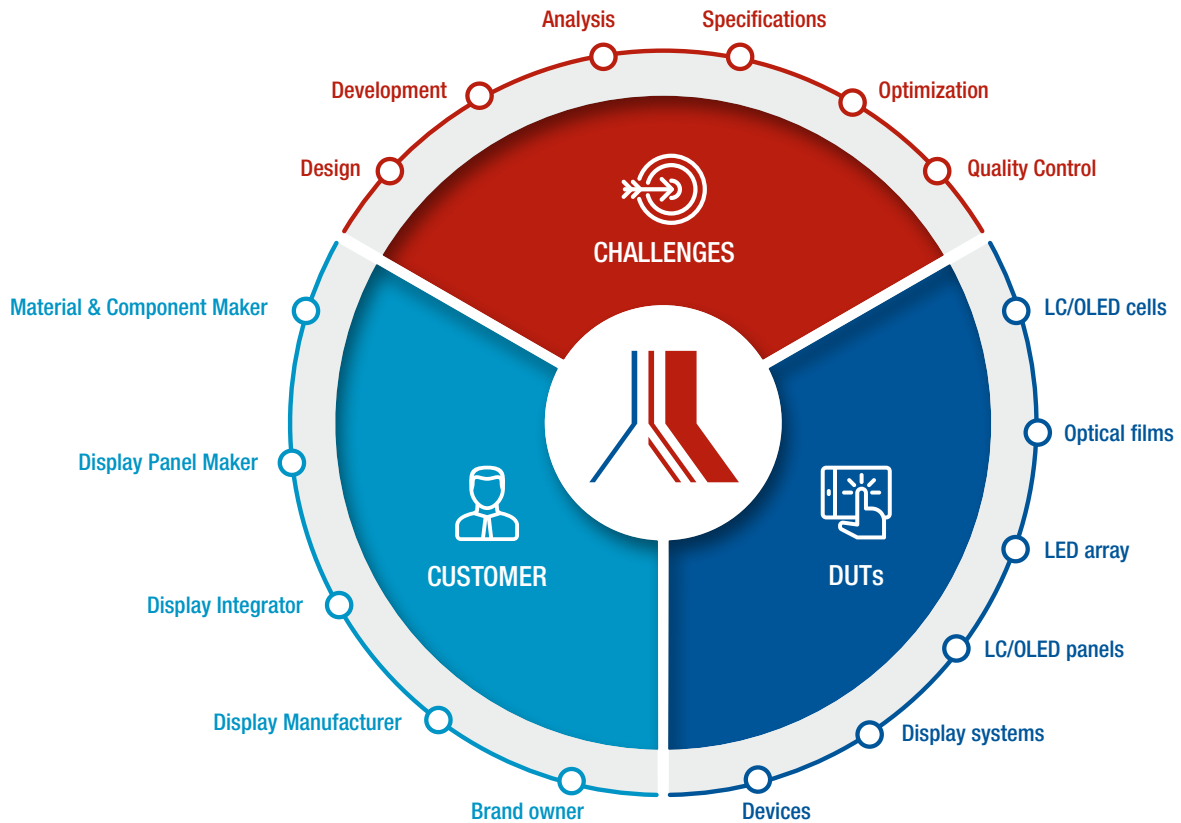 Analysis
Specifications
Development
Optimization
Design
Quality Control
CHALLENGES
Material & Component Maker
Display Panel Maker
Display Integrator
Display Manufacturer
Brand owner
CUSTOMER
LC/OLED cells
Optical films
LED array
LC/OLED panels
Display systems
Devices
DUTs